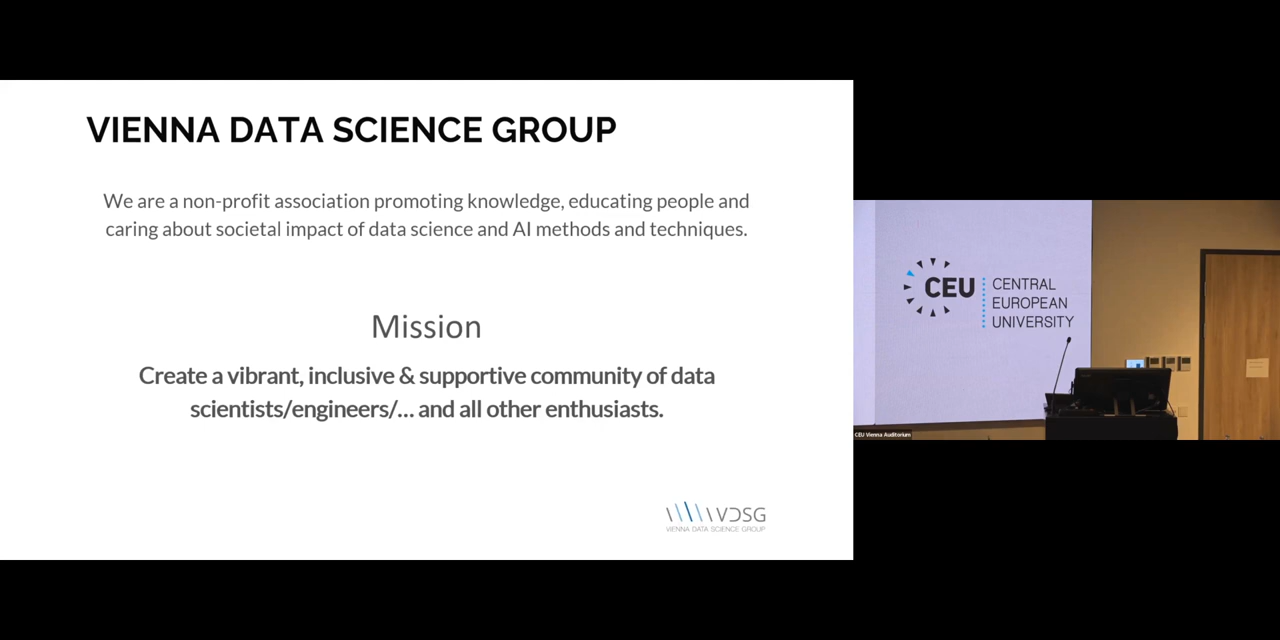 VIENNA DATA SCIENCE GROUP
We are a non-profit association promoting knowledge, educating people and
caring about societal impact of data science and AI methods and techniques.
Mission
Create a vibrant, inclusive & supportive community of data
scientists/engineers/... and all other enthusiasts.
VDSG
VIENNA DATA SCIENCE GROUP
CEU
CENTRAL
EUROPEAN
UNIVERSITY
CEU Vienna Auditorium